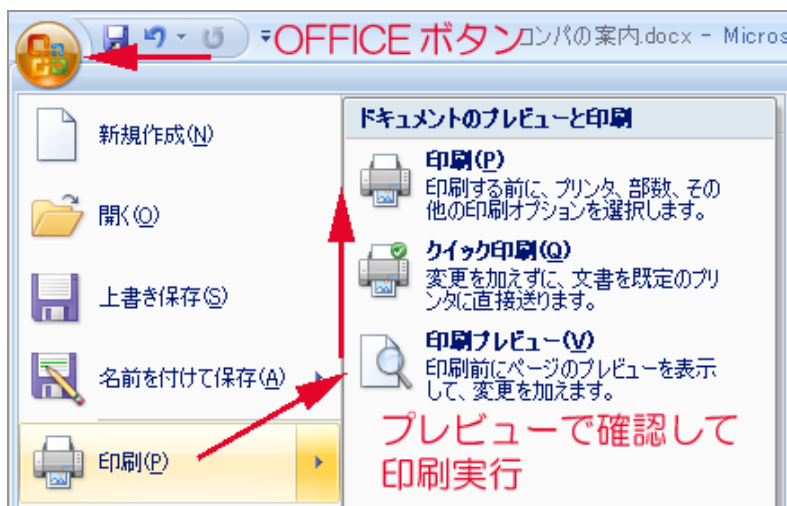 OFFICEボタン
コンパの案内.docx - Micros
新規作成(N)
開く(O)
上書き保存(S)
名前を付けて保存(A)
印刷(P)
ドキュメントのプレビューと印刷
印刷(P)
印刷する前に、プリンタ、部数、その
他の印刷オプションを選択します。
クイック印刷(Q)
変更を加えずに、文書を既定のプリ
ンタに直接送ります。
印刷プレビュー(V)
印刷前にページのプレビューを表示
して、変更を加えます。
プレビューで確認して
印刷実行